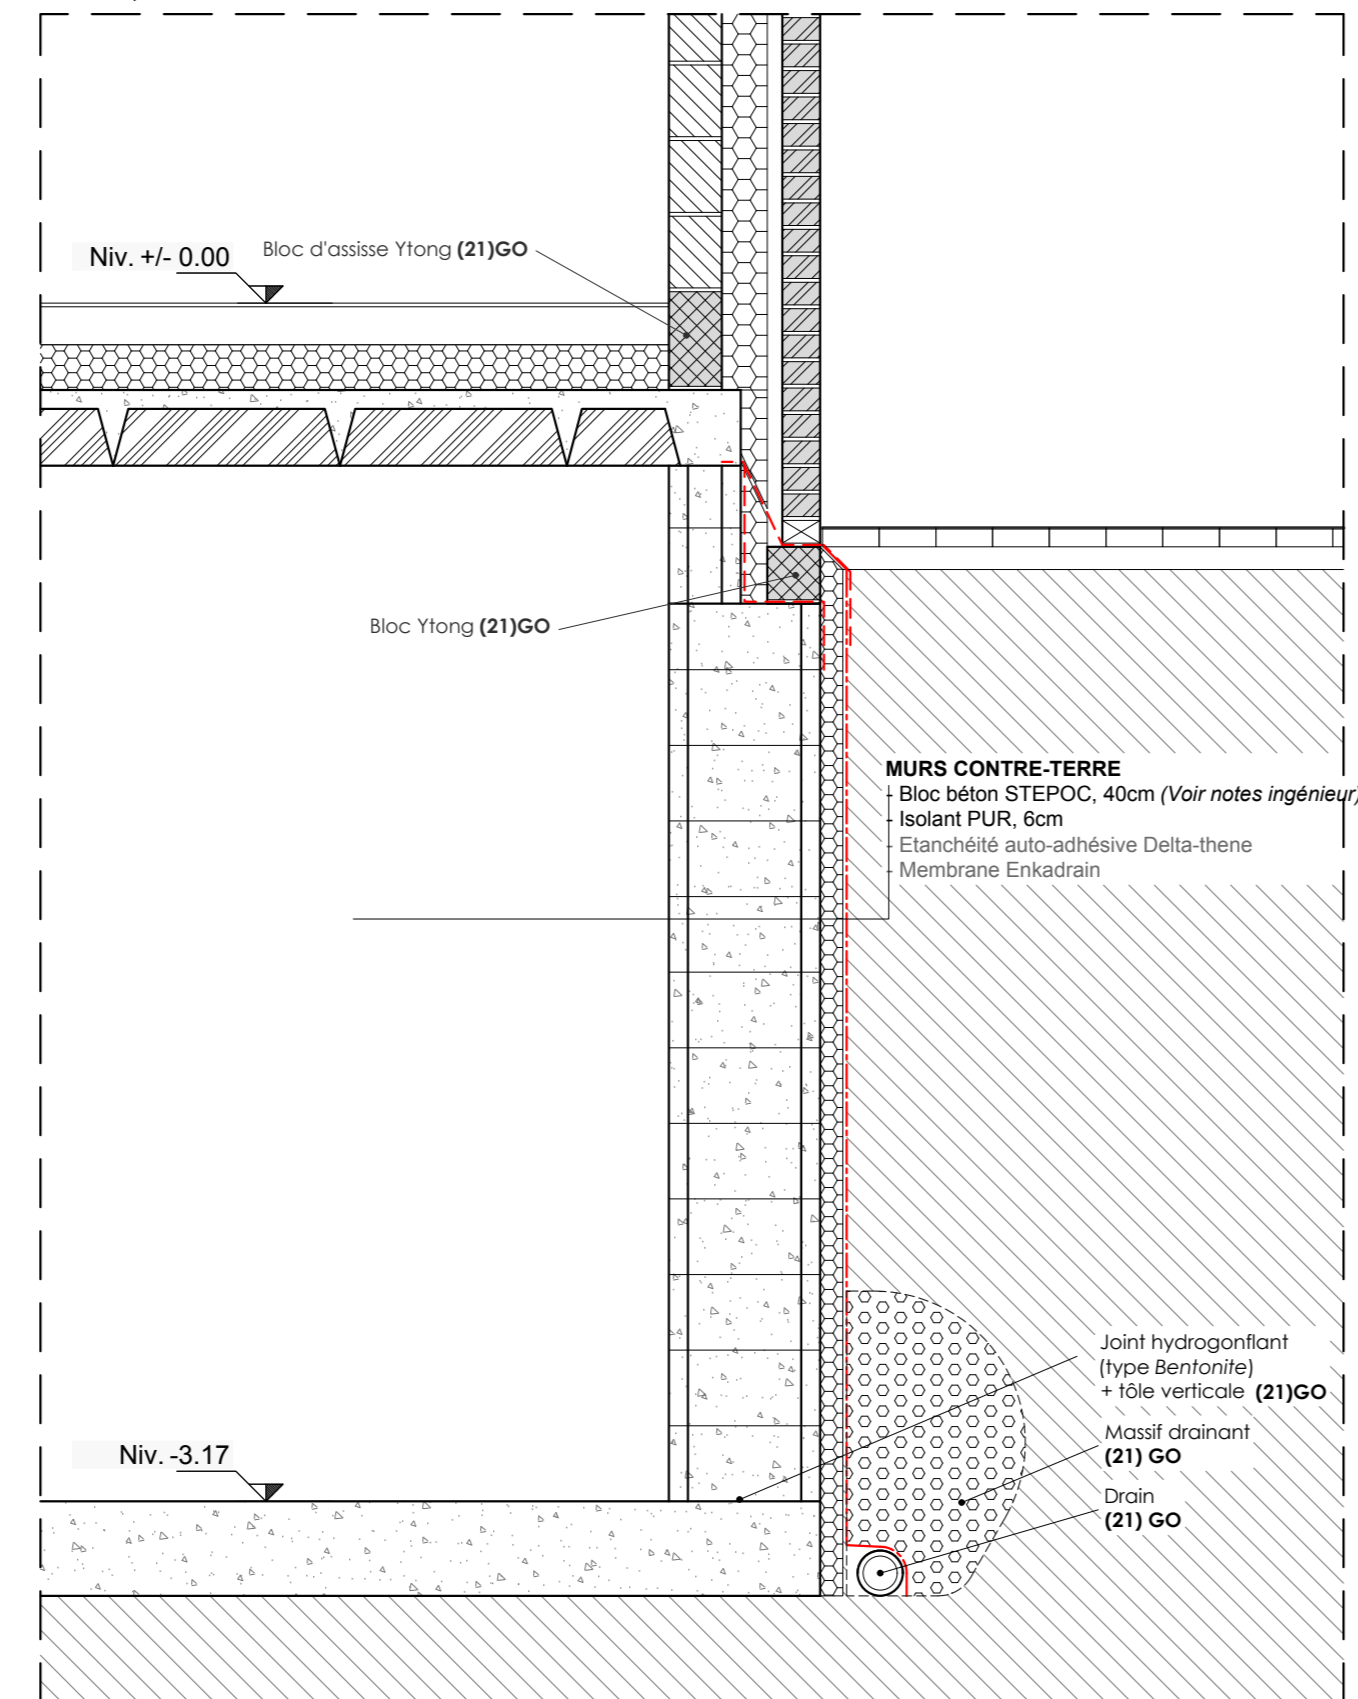 Niv. +/- 0.00
Bloc d'assisse Ytong (21)GO
Bloc Ytong (21)GO
MURS CONTRE-TERRE
Bloc béton STEPOC, 40cm (Voir notes ingénieur)
Isolant PUR, 6cm
Etanchéité auto-adhésive Delta-thene
Membrane Enkadrain
Joint hydrogonflant
(type Bentonite)
+ tôle verticale (21)GO
Massif drainant
(21) GO
Niv. -3.17
Drain
(21) GO